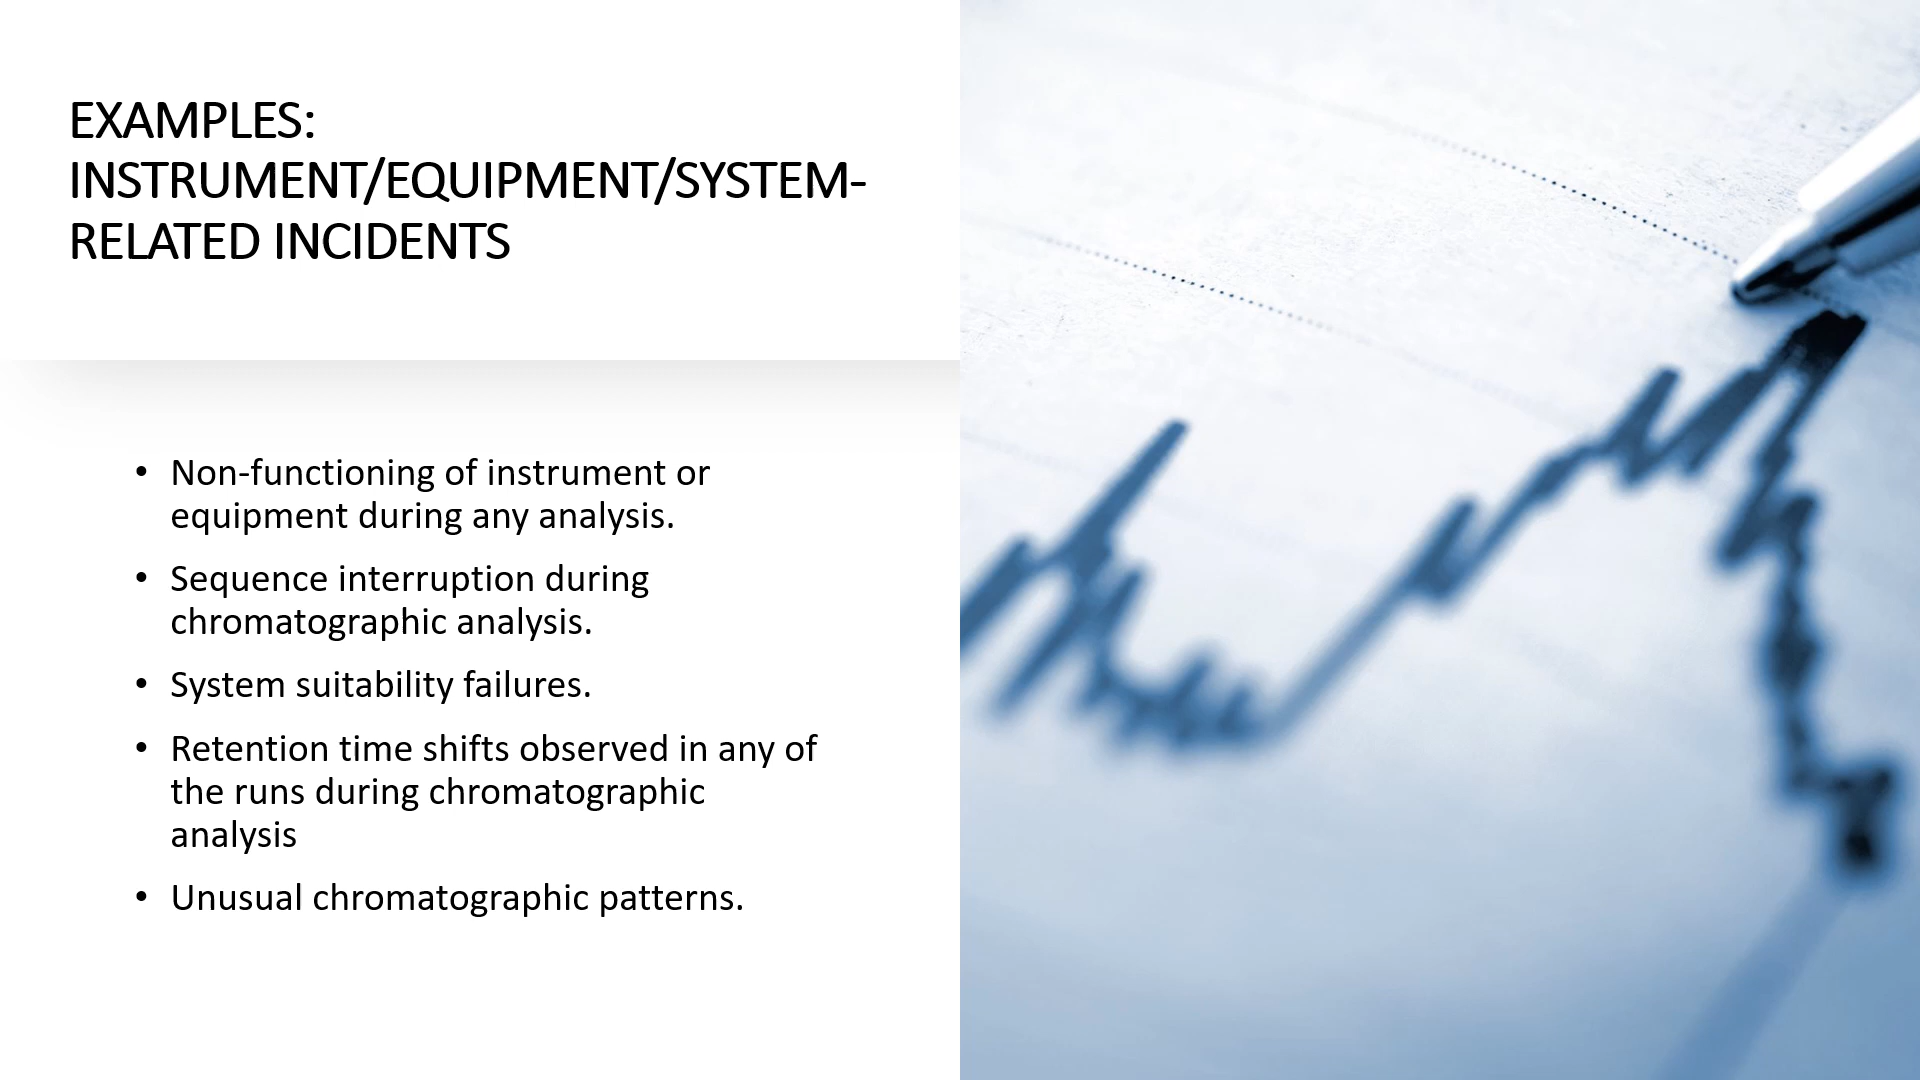 EXAMPLES:
INSTRUMENT/EQUIPMENT/SYSTEM-
RELATED INCIDENTS
• Non-functioning of instrument or
equipment during any analysis.
• Sequence interruption during
chromatographic analysis.
• System suitability failures.
• Retention time shifts observed in any of
the runs during chromatographic
analysis
• Unusual chromatographic patterns.